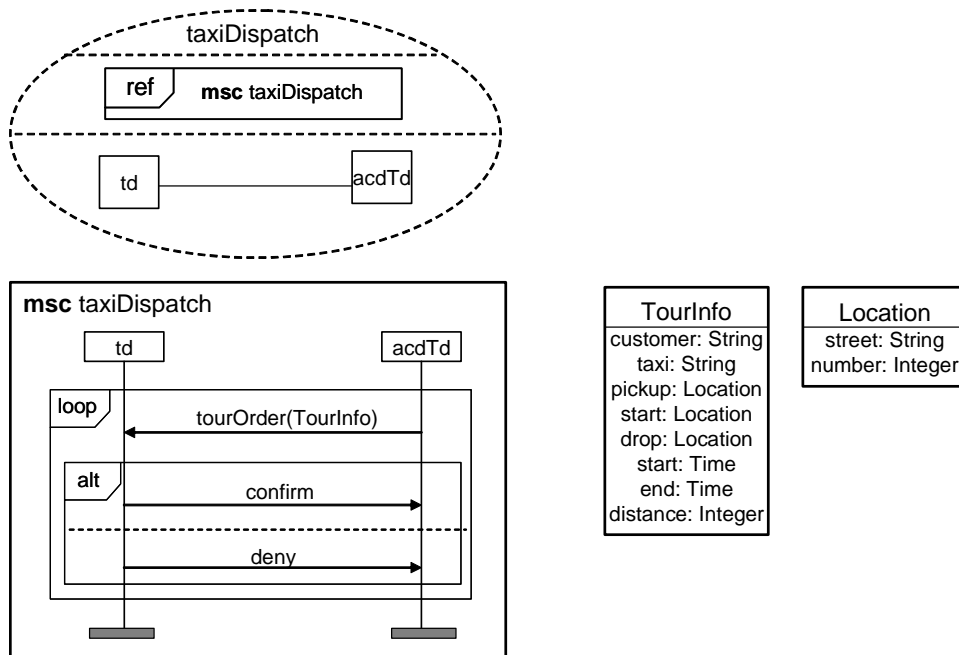 taxiDispatch
ref
msc taxiDispatch
td
acdTd
msc taxiDispatch
td
acdTd
loop
tourOrder(TourInfo)
alt
confirm
deny
TourInfo
customer: String
taxi: String
pickup: Location
start: Location
drop: Location
start: Time
end: Time
distance: Integer
Location
street: String
number: Integer